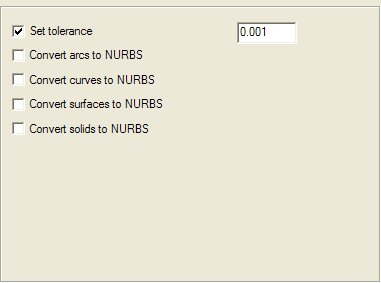 Set tolerance 0.001
Convert arcs to NURBS
Convert curves to NURBS
Convert surfaces to NURBS
Convert solids to NURBS